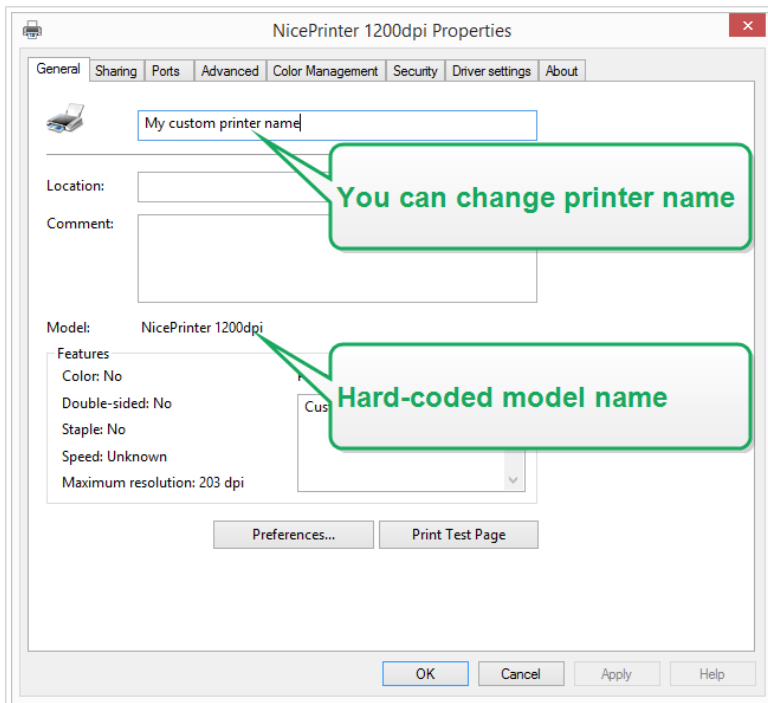 NicePrinter 1200dpi Properties
General Sharing Ports Advanced Color Management Security Driver settings About
My custom printer name
You can change printer name
Location:
Comment:
Model: NicePrinter 1200dpi
Features
Color: No
Hard-coded model name
Double-sided: No
Staple: No
Speed: Unknown
Maximum resolution: 203 dpi
Preferences... Print Test Page
OK Cancel Apply Help